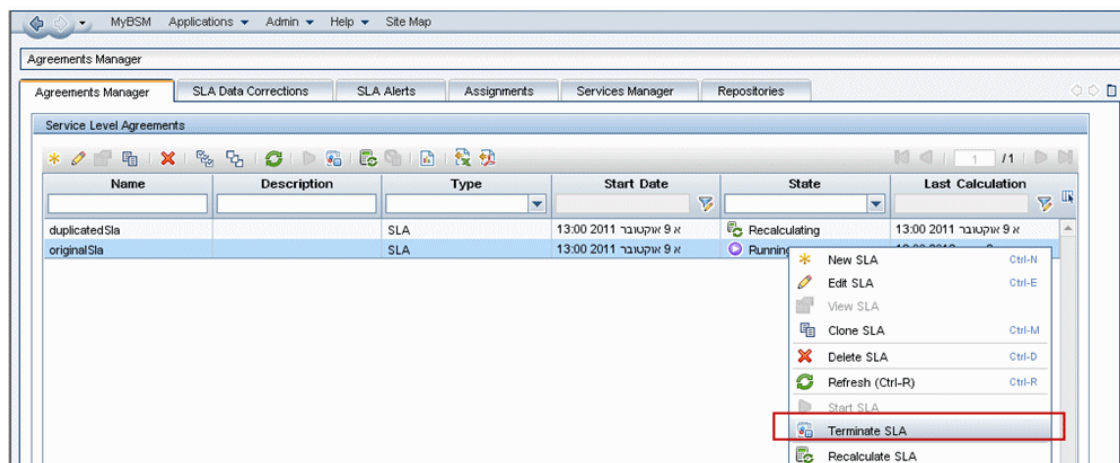 MyBSM Applications Admin Help Site Map
Agreements Manager
Agreements Manager SLA Data Corrections SLA Alerts Assignments Services Manager Repositories
Service Level Agreements
1 /1
Name Description Type Start Date State Last Calculation
duplicatedSla SLA א 9 אוקטובר 2011 13:00 Recalculating א 9 אוקטובר 2011 13:00
originalSla SLA א 9 אוקטובר 2011 13:00 Running
New SLA Ctrl-N
Edit SLA Ctrl-E
View SLA
Clone SLA Ctrl-M
Delete SLA Ctrl-D
Refresh (Ctrl-R) Ctrl-R
Start SLA
Terminate SLA
Recalculate SLA